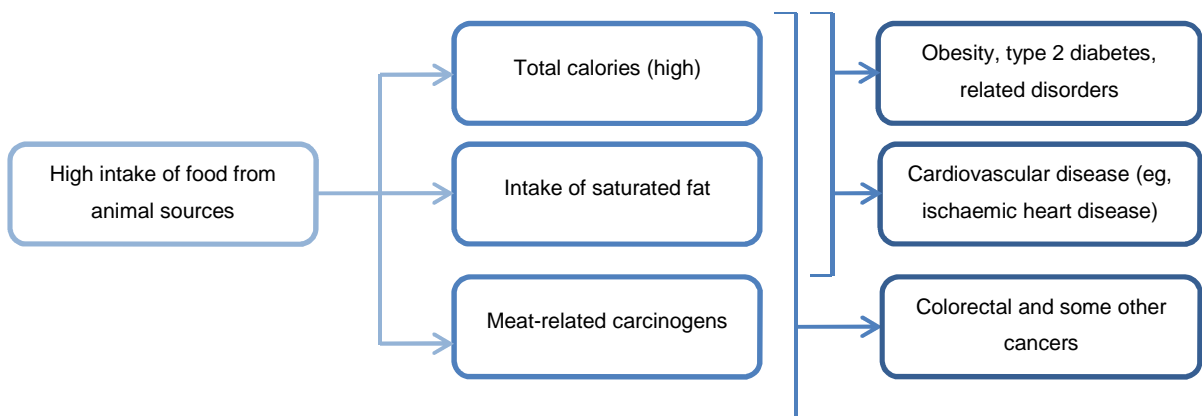 High intake of food from
animal sources
Total calories (high)
Intake of saturated fat
Meat-related carcinogens
Obesity, type 2 diabetes,
related disorders
Cardiovascular disease (eg,
ischaemic heart disease)
Colorectal and some other
cancers